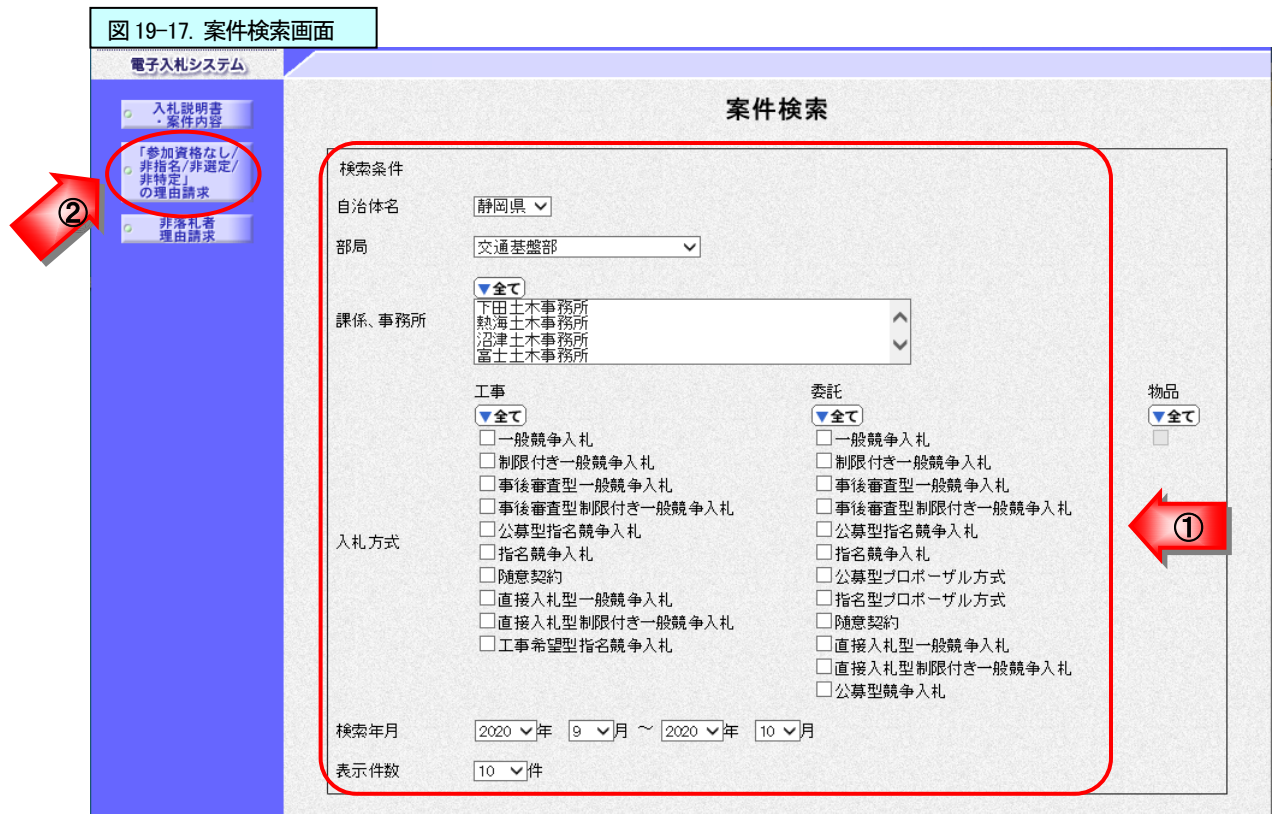 図 19-17. 案件検索画面
電子入札システム
入札説明書
・案件内容
「参加資格なし/
非指名/非選定/
非特定」
の理由請求
非落札者
理由請求
②
案件検索
検索条件
自治体名 静岡県
部局 交通基盤部
▼全て
課係、事務所
下田土木事務所
熱海土木事務所
沼津土木事務所
富士土木事務所
入札方式
工事
▼全て
一般競争入札
制限付き一般競争入札
事後審査型一般競争入札
事後審査型制限付き一般競争入札
公募型指名競争入札
指名競争入札
随意契約
直接入札型一般競争入札
直接入札型制限付き一般競争入札
工事希望型指名競争入札
委託
▼全て
一般競争入札
制限付き一般競争入札
事後審査型一般競争入札
事後審査型制限付き一般競争入札
公募型指名競争入札
指名競争入札
公募型プロポーザル方式
指名型プロポーザル方式
随意契約
直接入札型一般競争入札
直接入札型制限付き一般競争入札
公募型競争入札
物品
▼全て
①
検索年月 2020 年 9 月 ～ 2020 年 10 月
表示件数 10 件